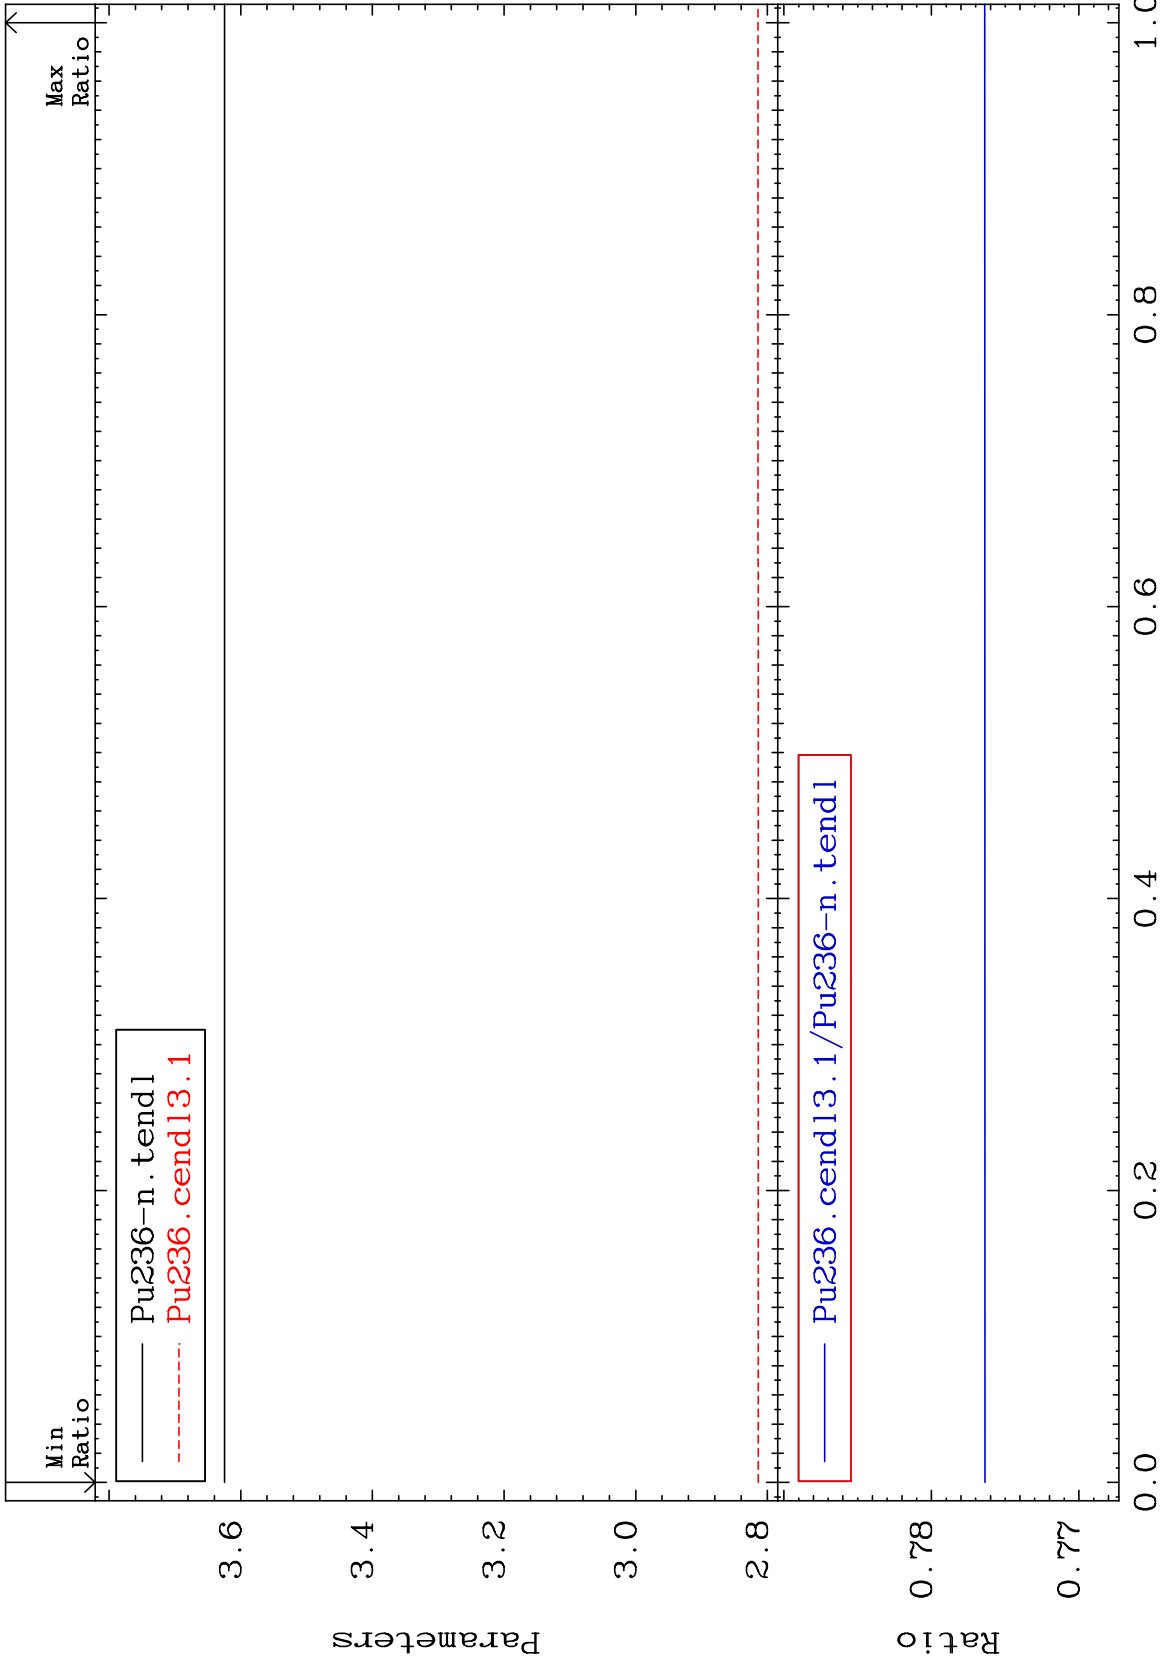 Min
Ratio
Max
Ratio
Pu236-n.tendl
Pu236.cendl3.1
3.6
3.4
3.2
3.0
2.8
Parameters
Pu236.cendl3.1/Pu236-n.tendl
0.78
0.77
Ratio
0.0
0.2
0.4
0.6
0.8
1.0